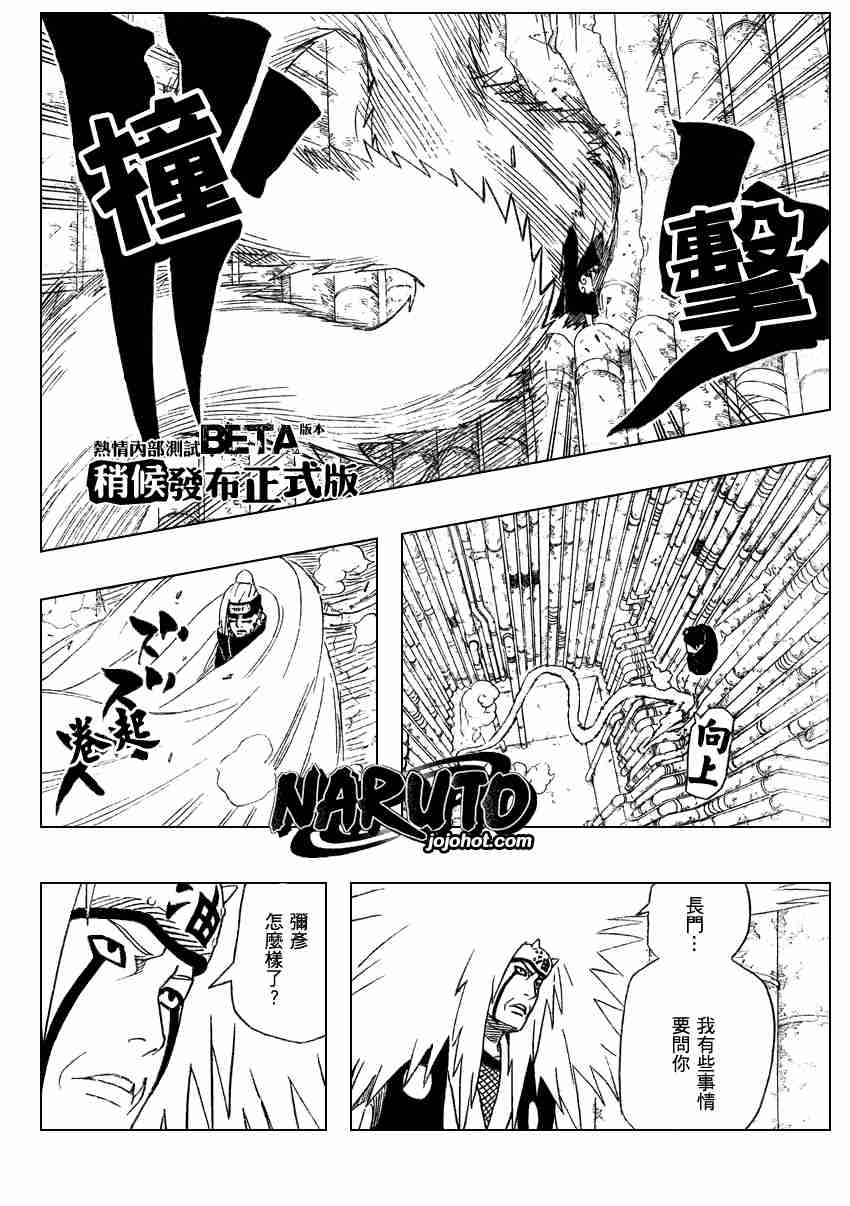 撞擊
熱情內部測試BETA版本
稍候發布正式版
向上
捲起
NARUTO
jojohot.com
長門…
我有些事情
要問你
油
彌彥
怎麼樣了?